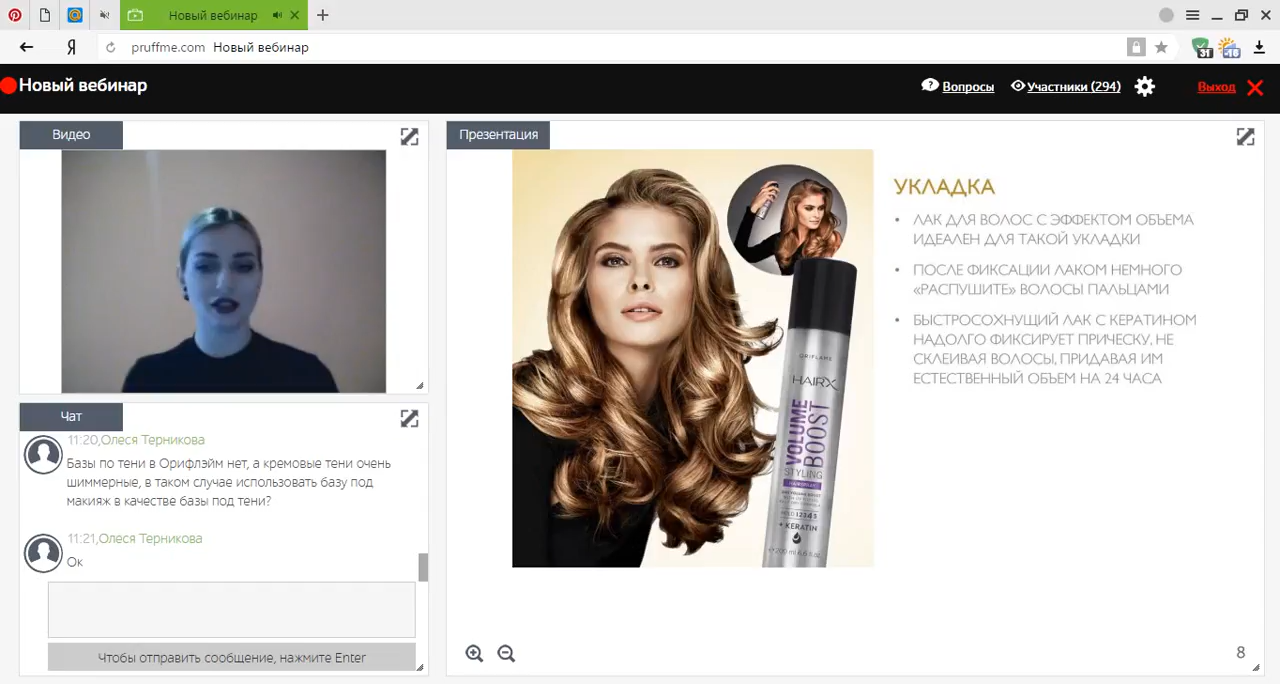 Новый вебинар
pruffme.com Новый вебинар
31
Новый вебинар
Вопросы
Участники (294)
Выход
Видео
Презентация
УКЛАДКА
• ЛАК ДЛЯ ВОЛОС С ЭФФЕКТОМ ОБЪЕМА
ИДЕАЛЕН ДЛЯ ТАКОЙ УКЛАДКИ
• ПОСЛЕ ФИКСАЦИИ ЛАКОМ НЕМНОГО
«РАСПУШИТЕ» ВОЛОСЫ ПАЛЬЦАМИ
• БЫСТРОСОХНУЩИЙ ЛАК С КЕРАТИНОМ
НАДОЛГО ФИКСИРУЕТ ПРИЧЕСКУ, НЕ
СКЛЕИВАЯ ВОЛОСЫ, ПРИДАВАЯ ИМ
ЕСТЕСТВЕННЫЙ ОБЪЕМ НА 24 ЧАСА
ORIFLAME
HAIRX
VOLUME
BOOST
STYLING
HAIRSPRAY
+ KERATIN
Чат
11:20,Олеся Терникова
Базы по тени в Орифлэйм нет, а кремовые тени очень
шиммерные, в таком случае использовать базу под
макияж в качестве базы под тени?
11:21,Олеся Терникова
Ок
Чтобы отправить сообщение, нажмите Enter
8